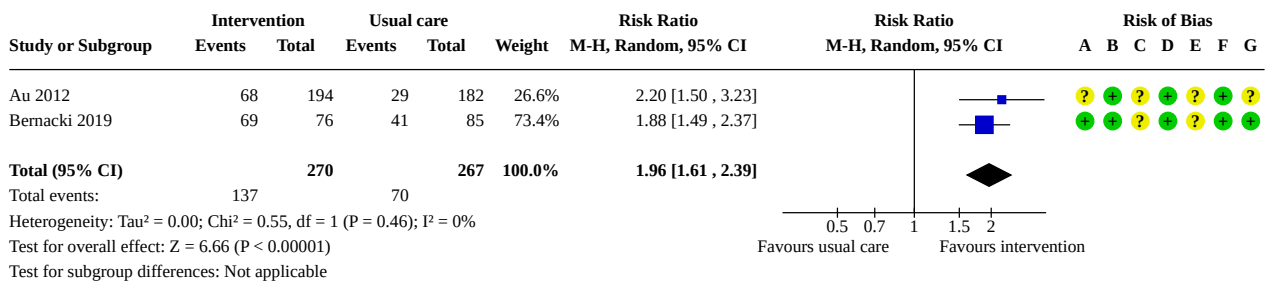 Intervention Usual care Risk Ratio Risk Ratio Risk of Bias
Study or Subgroup Events Total Events Total Weight M-H, Random, 95% CI M-H, Random, 95% CI A B C D E F G
Au 2012 68 194 29 182 26.6% 2.20 [1.50 , 3.23] ? + ? + ? + ?
Bernacki 2019 69 76 41 85 73.4% 1.88 [1.49 , 2.37] + + ? + ? + +
Total (95% CI) 270 267 100.0% 1.96 [1.61 , 2.39]
Total events: 137 70
Heterogeneity: Tau² = 0.00; Chi² = 0.55, df = 1 (P = 0.46); I² = 0%
0.5 0.7 1 1.5 2
Test for overall effect: Z = 6.66 (P < 0.00001) Favours usual care Favours intervention
Test for subgroup differences: Not applicable